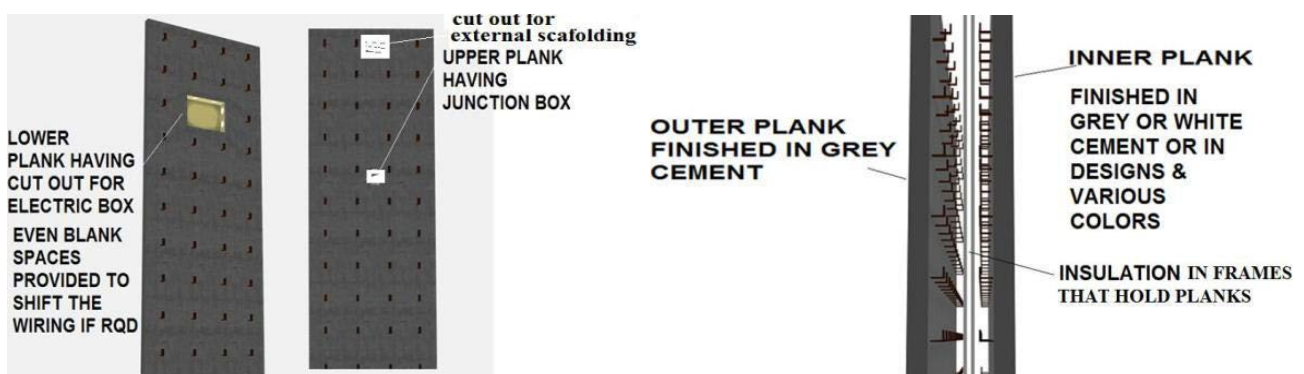 LOWER
PLANK HAVING
CUT OUT FOR
ELECTRIC BOX
EVEN BLANK
SPACES
PROVIDED TO
SHIFT THE
WIRING IF RQD
cut out for
external scafolding
UPPER PLANK
HAVING
JUNCTION BOX
OUTER PLANK
FINISHED IN GREY
CEMENT
INNER PLANK
FINISHED IN
GREY OR WHITE
CEMENT OR IN
DESIGNS &
VARIOUS
COLORS
INSULATION IN FRAMES
THAT HOLD PLANKS